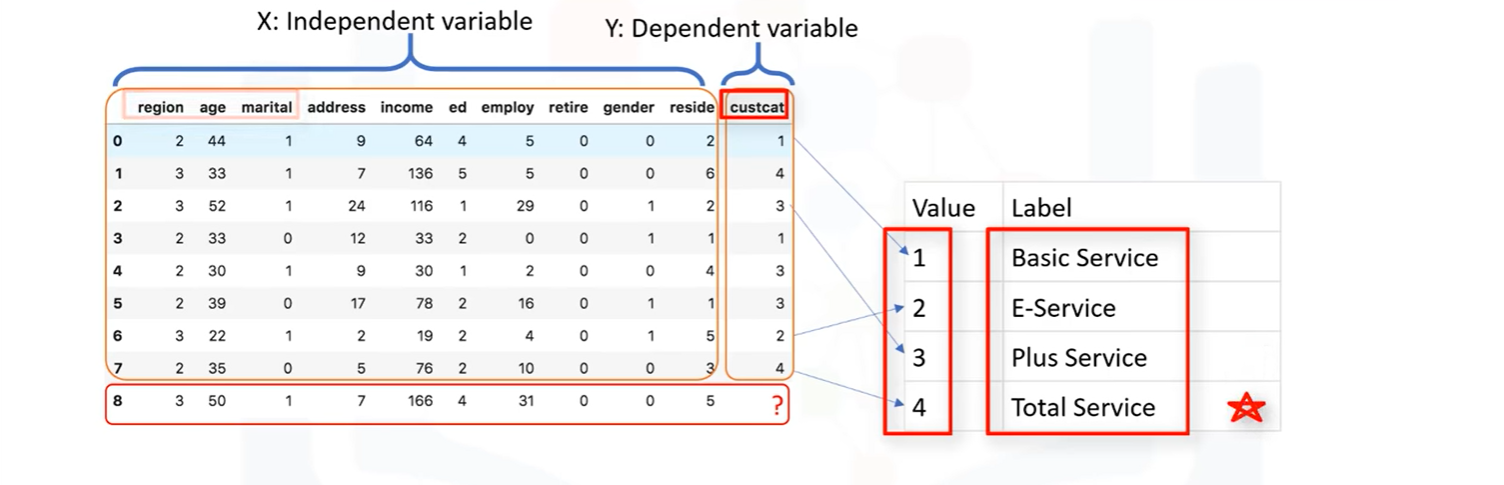 X: Independent variable
Y: Dependent variable
region age marital address income ed employ retire gender reside custcat
0 2 44 1 9 64 4 5 0 0 2 1
1 3 33 1 7 136 5 5 0 0 6 4
2 3 52 1 24 116 1 29 0 1 2 3
3 2 33 0 12 33 2 0 0 1 1 1
4 2 30 1 9 30 1 2 0 0 4 3
5 2 39 0 17 78 2 16 0 1 1 3
6 3 22 1 2 19 2 4 0 1 5 2
7 2 35 0 5 76 2 10 0 0 3 4
8 3 50 1 7 166 4 31 0 0 5 ?
Value Label
1 Basic Service
2 E-Service
3 Plus Service
4 Total Service